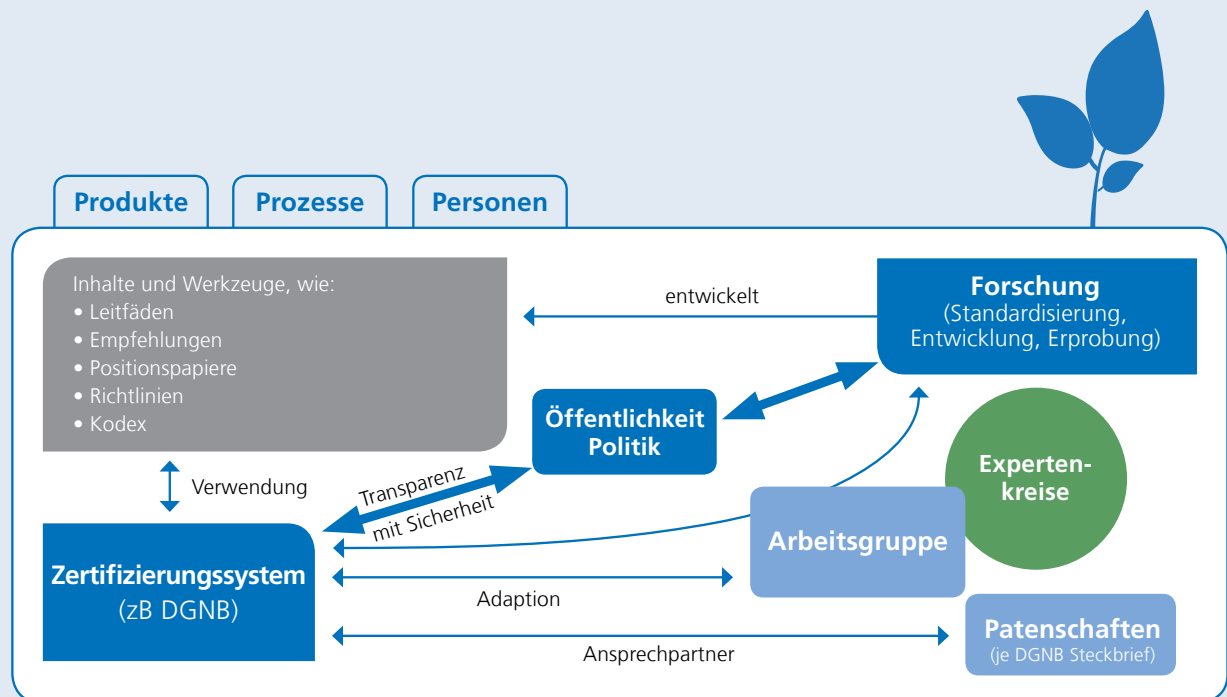 Produkte
Prozesse
Personen
Inhalte und Werkzeuge, wie:
• Leitfäden
• Empfehlungen
• Positionspapiere
• Richtlinien
• Kodex
entwickelt
Forschung
(Standardisierung,
Entwicklung, Erprobung)
Öffentlichkeit
Politik
Experten-
kreise
Verwendung
Transparenz
mit Sicherheit
Arbeitsgruppe
Zertifizierungssystem
(zB DGNB)
Adaption
Ansprechpartner
Patenschaften
(je DGNB Steckbrief)